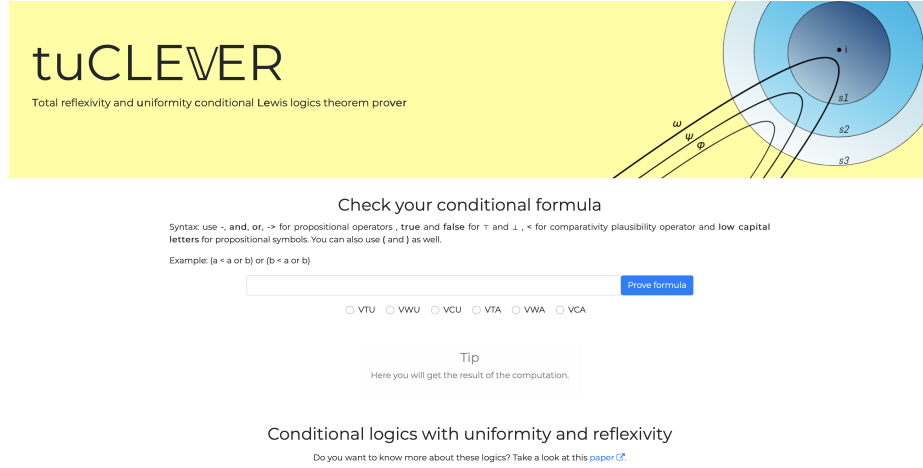 tuCLEVER
Total reflexivity and uniformity conditional Lewis logics theorem prover
i
s1
s2
s3
ω
Ψ
Φ
Check your conditional formula
Syntax: use -, and, or, -> for propositional operators , true and false for ⊤ and ⊥ , < for comparativity plausibility operator and low capital
letters for propositional symbols. You can also use ( and ) as well.
Example: (a < a or b) or (b < a or b)
Prove formula
VTU VWU VCU VTA VWA VCA
Tip
Here you will get the result of the computation.
Conditional logics with uniformity and reflexivity
Do you want to know more about these logics? Take a look at this paper.